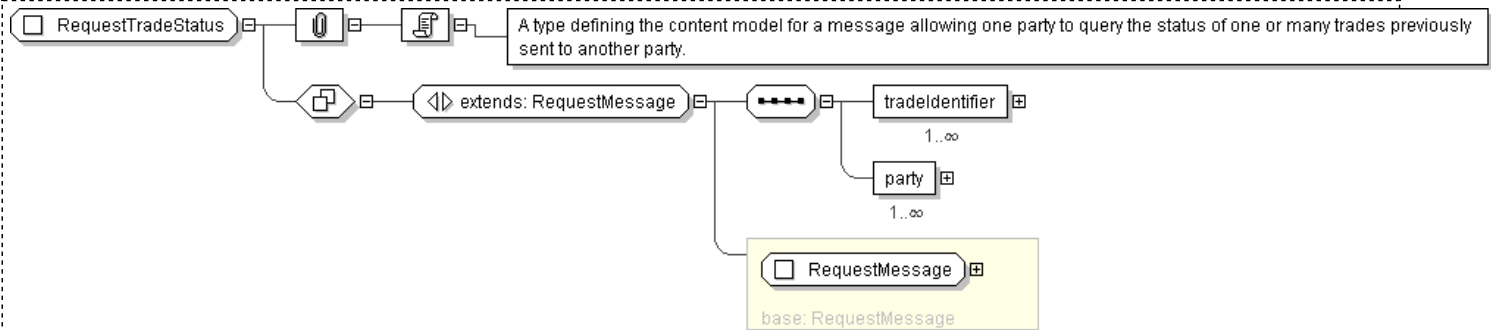 RequestTradeStatus
A type defining the content model for a message allowing one party to query the status of one or many trades previously
sent to another party.
extends: RequestMessage
tradeIdentifier
1..∞
party
1..∞
RequestMessage
base: RequestMessage